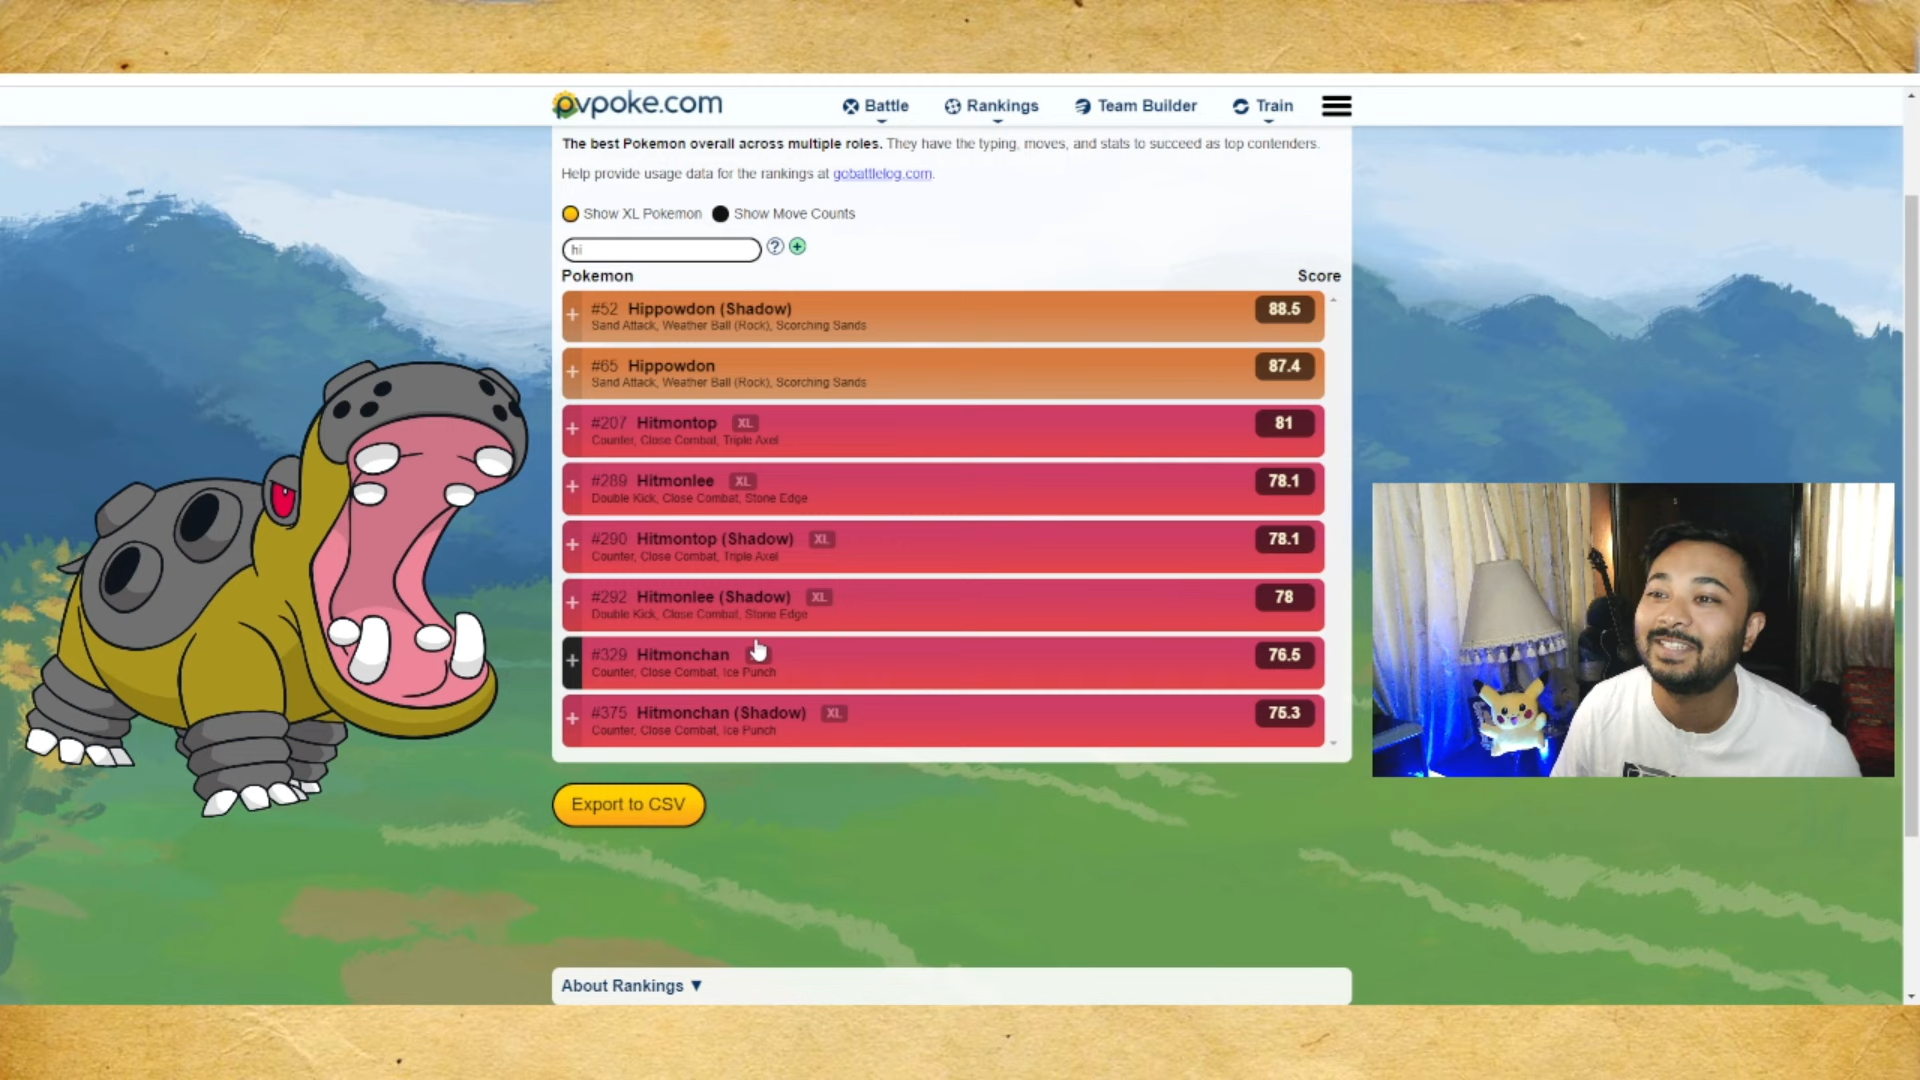 pvpoke.com
Battle
Rankings
Team Builder
Train
The best Pokemon overall across multiple roles. They have the typing, moves, and stats to succeed as top contenders.
Help provide usage data for the rankings at gobattlelog.com.
Show XL Pokemon
Show Move Counts
hi
?
+
Pokemon
Score
+ #52 Hippowdon (Shadow) 88.5
Sand Attack, Weather Ball (Rock), Scorching Sands
+ #65 Hippowdon 87.4
Sand Attack, Weather Ball (Rock), Scorching Sands
+ #207 Hitmontop XL 81
Counter, Close Combat, Triple Axel
+ #289 Hitmonlee XL 78.1
Double Kick, Close Combat, Stone Edge
+ #290 Hitmontop (Shadow) XL 78.1
Counter, Close Combat, Triple Axel
+ #292 Hitmonlee (Shadow) XL 78
Double Kick, Close Combat, Stone Edge
+ #329 Hitmonchan 76.5
Counter, Close Combat, Ice Punch
+ #375 Hitmonchan (Shadow) XL 75.3
Counter, Close Combat, Ice Punch
Export to CSV
About Rankings ▼